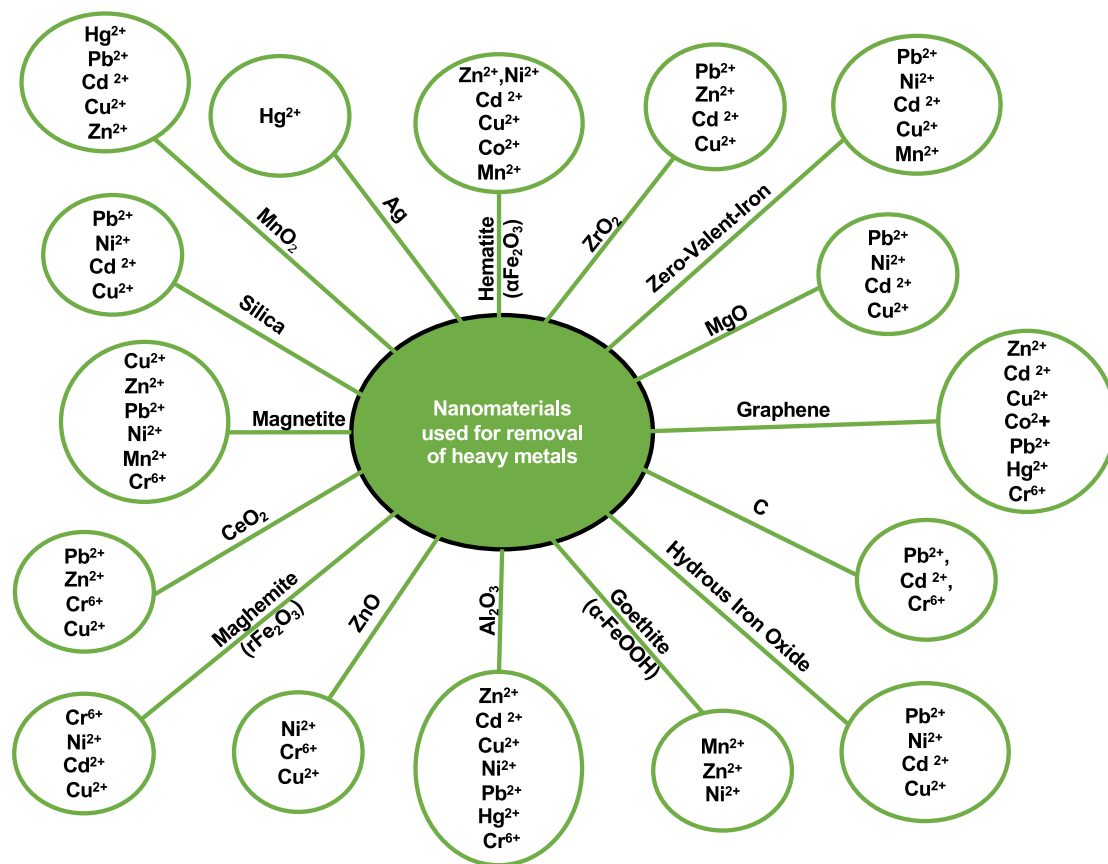 Hg²⁺
Pb²⁺
Cd ²⁺
Cu²⁺
Zn²⁺
MnO₂
Hg²⁺
Ag
Zn²⁺,Ni²⁺
Cd ²⁺
Cu²⁺
Co²⁺
Mn²⁺
Hematite
(αFe₂O₃)
Pb²⁺
Zn²⁺
Cd ²⁺
Cu²⁺
ZrO₂
Pb²⁺
Ni²⁺
Cd ²⁺
Cu²⁺
Mn²⁺
Zero-Valent-Iron
Pb²⁺
Ni²⁺
Cd ²⁺
Cu²⁺
Silica
Pb²⁺
Ni²⁺
Cd ²⁺
Cu²⁺
MgO
Cu²⁺
Zn²⁺
Pb²⁺
Ni²⁺
Mn²⁺
Cr⁶⁺
Magnetite
Nanomaterials
used for removal
of heavy metals
Graphene
Zn²⁺
Cd ²⁺
Cu²⁺
Co²+
Pb²⁺
Hg²⁺
Cr⁶⁺
Pb²⁺
Zn²⁺
Cr⁶⁺
Cu²⁺
CeO₂
C
Pb²⁺,
Cd ²⁺,
Cr⁶⁺
Cr⁶⁺
Ni²⁺
Cd²⁺
Cu²⁺
Maghemite
(rFe₂O₃)
Ni²⁺
Cr⁶⁺
Cu²⁺
ZnO
Al₂O₃
Zn²⁺
Cd ²⁺
Cu²⁺
Ni²⁺
Pb²⁺
Hg²⁺
Cr⁶⁺
Goethite
(α-FeOOH)
Mn²⁺
Zn²⁺
Ni²⁺
Hydrous Iron Oxide
Pb²⁺
Ni²⁺
Cd ²⁺
Cu²⁺